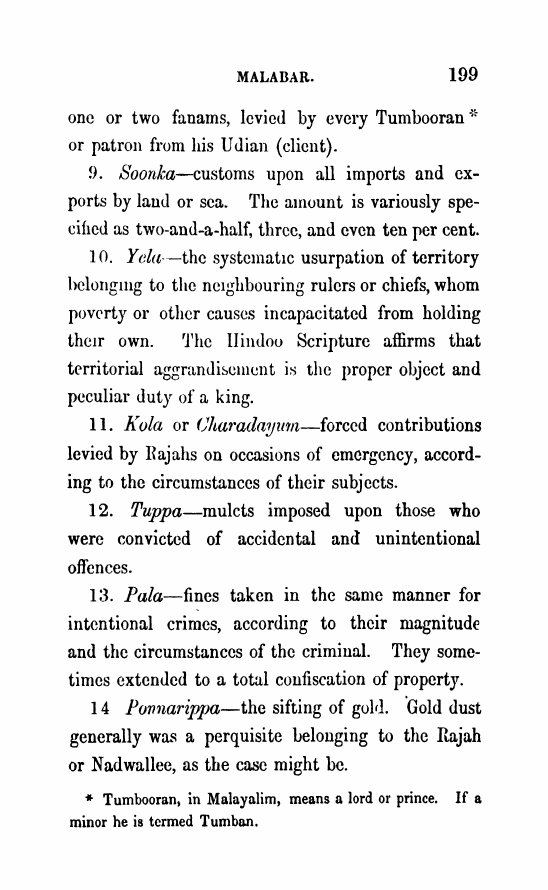 MALABAR. 199
one or two fanams, levied by every Tumbooran *
or patron from his Udian (client).
9. Soonka—customs upon all imports and ex-
ports by land or sea. The amount is variously spe-
cified as two-and-a-half, three, and even ten per cent.
10. Yela—the systematic usurpation of territory
belonging to the neighbouring rulers or chiefs, whom
poverty or other causes incapacitated from holding
their own. The Hindoo Scripture affirms that
territorial aggrandisement is the proper object and
peculiar duty of a king.
11. Kola or Charadayum—forced contributions
levied by Rajahs on occasions of emergency, accord-
ing to the circumstances of their subjects.
12. Tuppa—mulcts imposed upon those who
were convicted of accidental and unintentional
offences.
13. Pala—fines taken in the same manner for
intentional crimes, according to their magnitude
and the circumstances of the criminal. They some-
times extended to a total confiscation of property.
14 Ponnarippa—the sifting of gold. Gold dust
generally was a perquisite belonging to the Rajah
or Nadwallee, as the case might be.
* Tumbooran, in Malayalim, means a lord or prince. If a
minor he is termed Tumban.